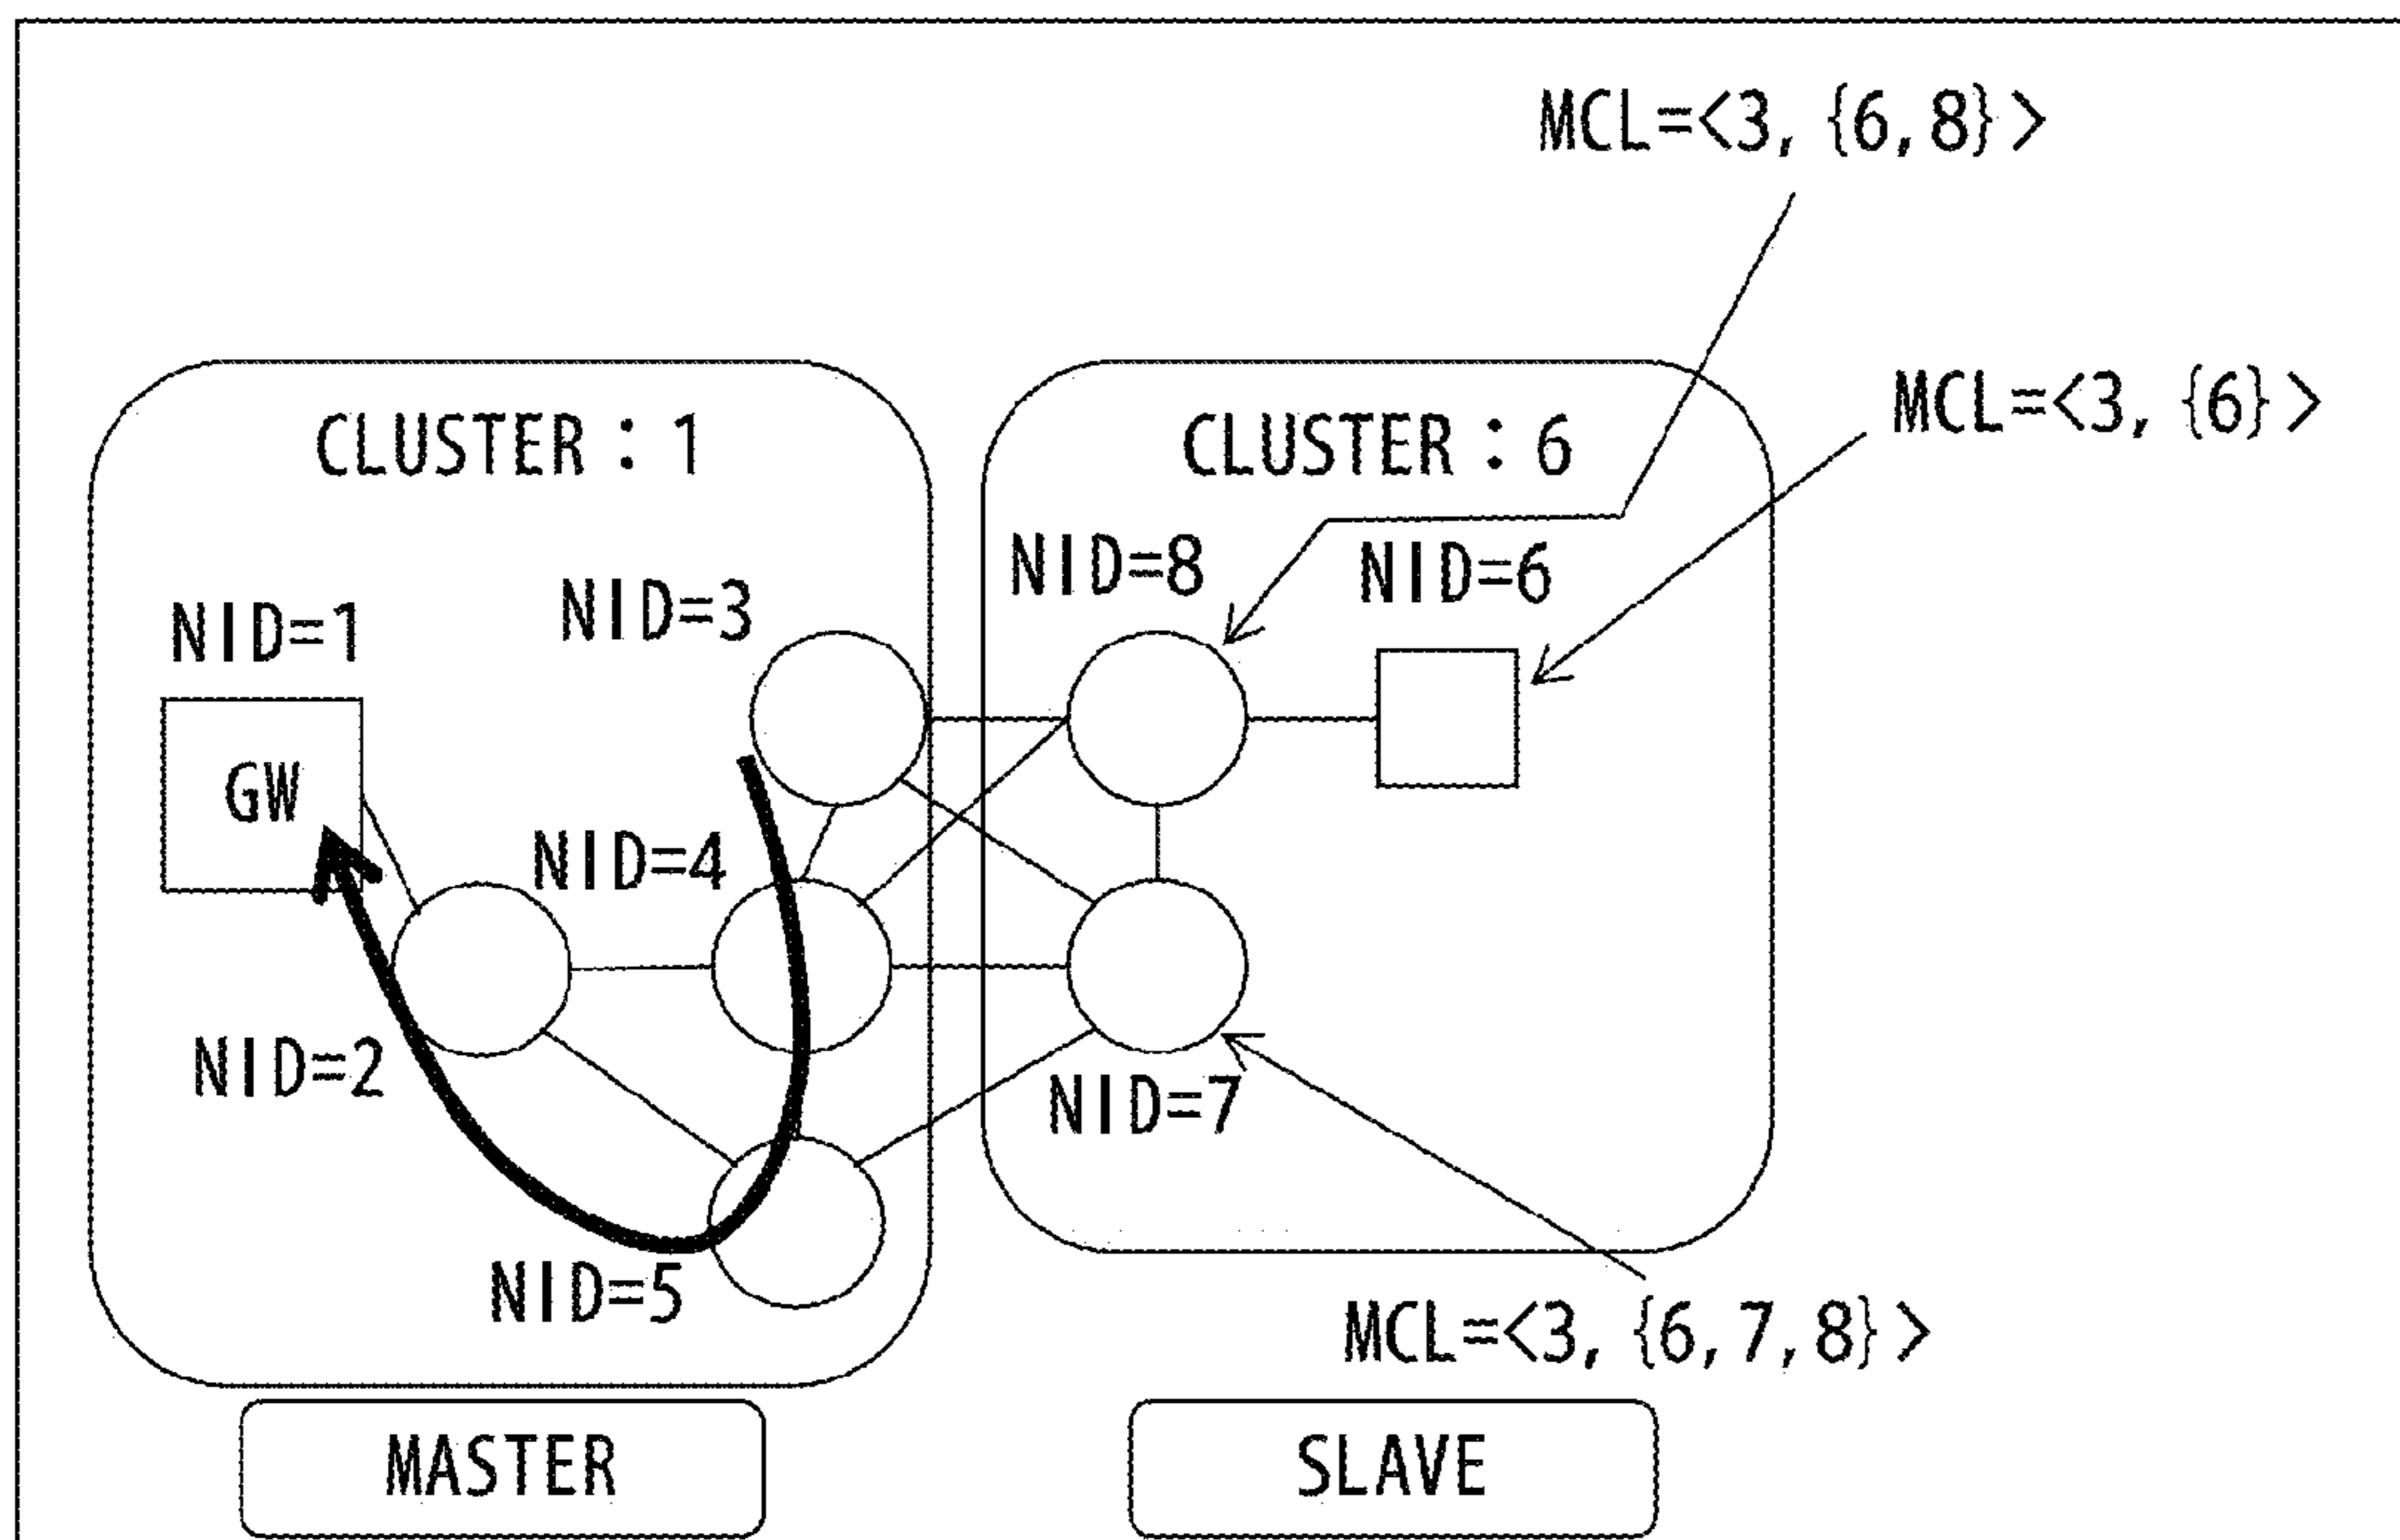 MCL=<3, {6,8}>
MCL=<3, {6}>
CLUSTER : 1
CLUSTER : 6
NID=8
NID=6
NID=3
NID=1
GW
NID=4
NID=2
NID=7
NID=5
MCL=<3, {6,7,8}>
MASTER
SLAVE